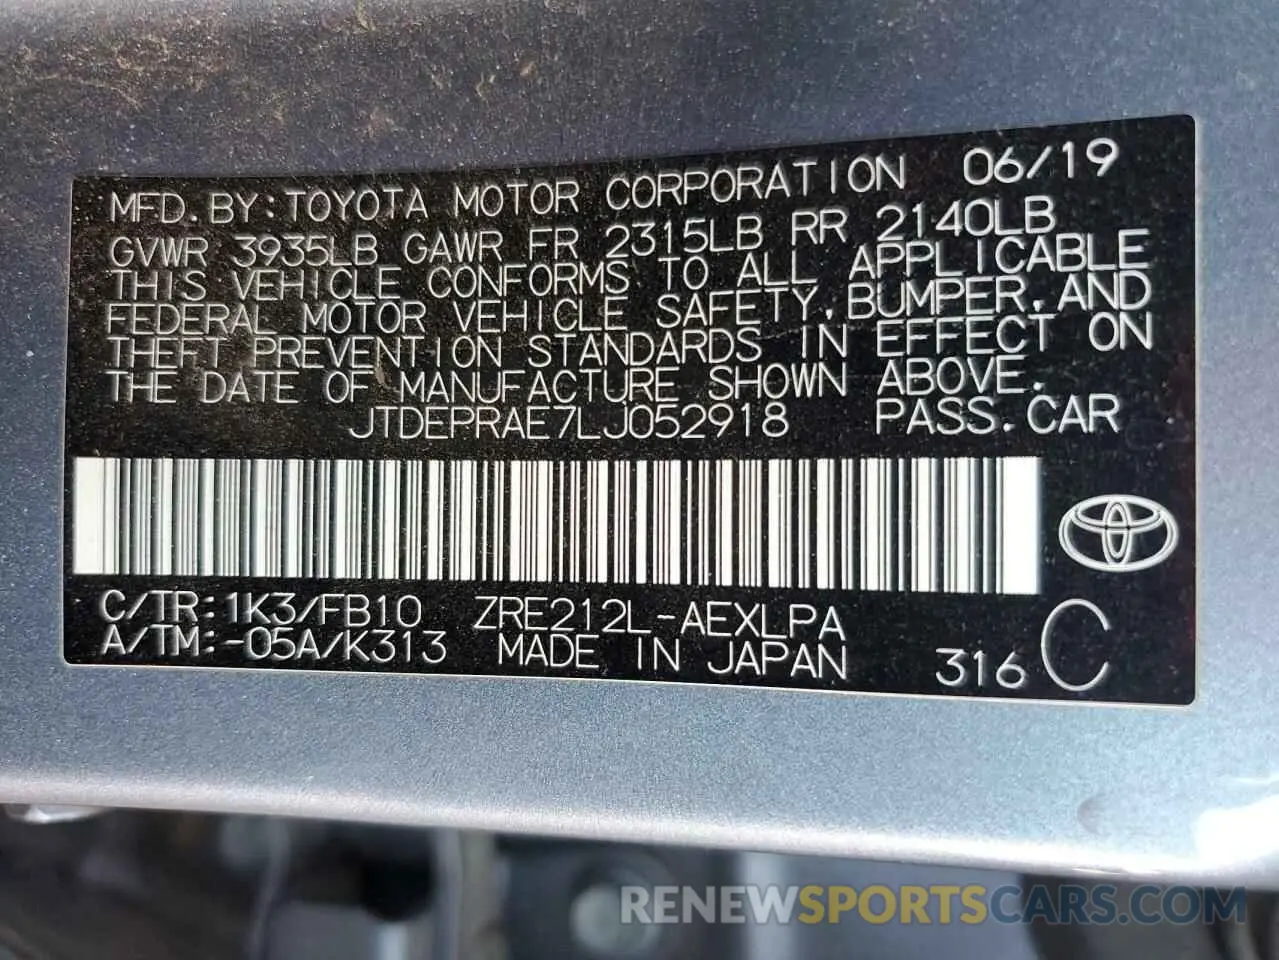 MFD. BY: TOYOTA MOTOR CORPORATION 06/19
GVWR 3935LB GAWR FR 2315LB RR 2140LB
THIS VEHICLE CONFORMS TO ALL APPLICABLE
FEDERAL MOTOR VEHICLE SAFETY, BUMPER, AND
THEFT PREVENTION STANDARDS IN EFFECT ON
THE DATE OF MANUFACTURE SHOWN ABOVE.
JTDEPRAE7LJ052918 PASS. CAR
C/TR: 1K3/FB10 ZRE212L-AEXLPA
A/TM: -05A/K313 MADE IN JAPAN 316 C
RENEWSPORTSCARS.COM